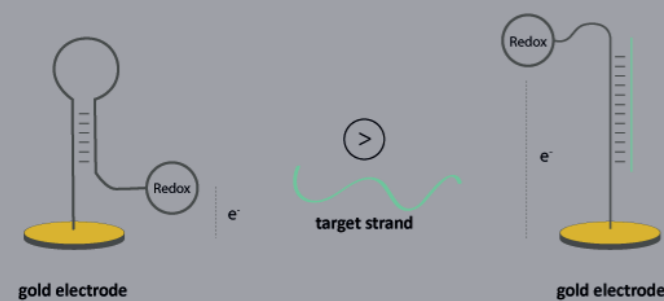 Redox
Redox
>
e-
e-
target strand
gold electrode
gold electrode